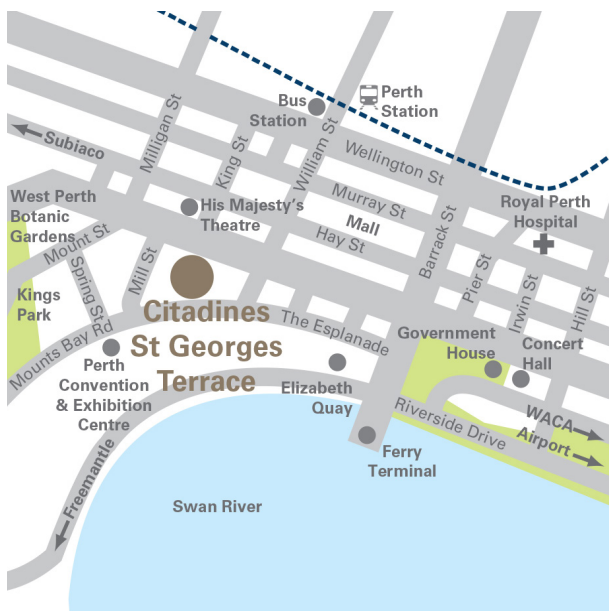 Bus
Station
Perth
Station
Milligan St
King St
William St
Wellington St
Subiaco
Murray St
Mall
Hay St
Barrack St
Royal Perth
Hospital
West Perth
Botanic
Gardens
His Majesty's
Theatre
Mount St
Mill St
Spring St
Pier St
Irwin St
Hill St
Kings
Park
Citadines
St Georges
Terrace
The Esplanade
Government
House
Concert
Hall
Mounts Bay Rd
Perth
Convention
& Exhibition
Centre
Elizabeth
Quay
Riverside Drive
WACA
Airport
Ferry
Terminal
Freemantle
Swan River